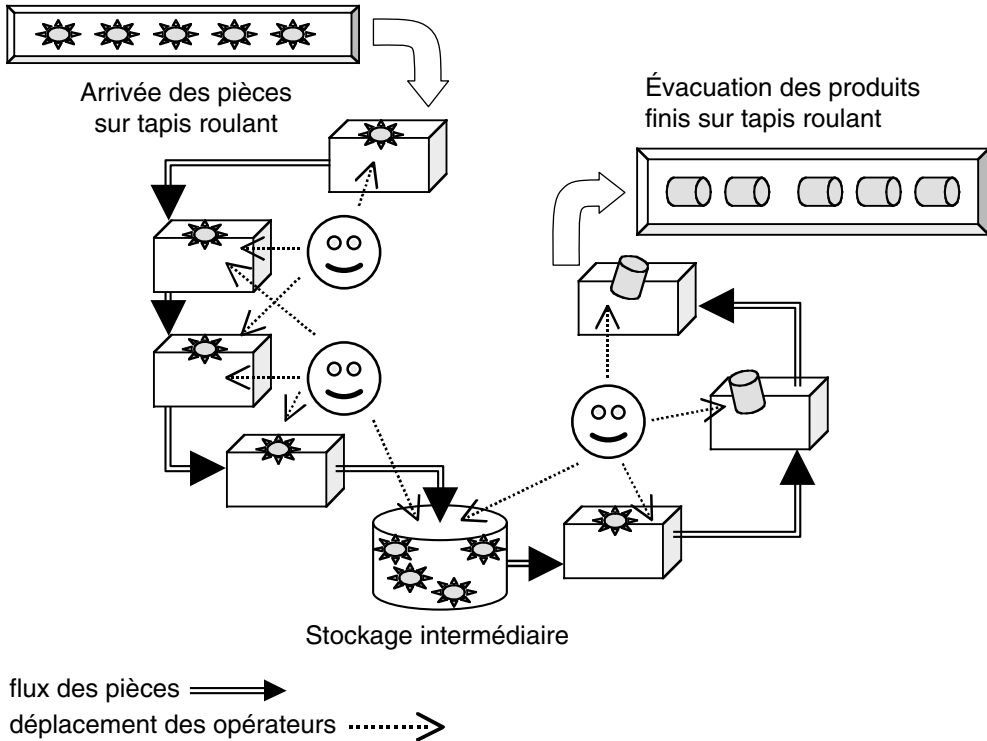 Arrivée des pièces
sur tapis roulant
Évacuation des produits
finis sur tapis roulant
Stockage intermédiaire
flux des pièces
déplacement des opérateurs